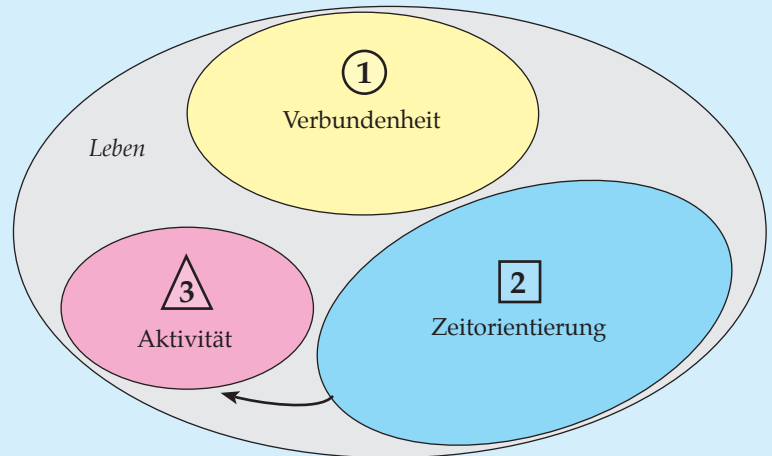 1
Verbundenheit
Leben
2
Zeitorientierung
3
Aktivität